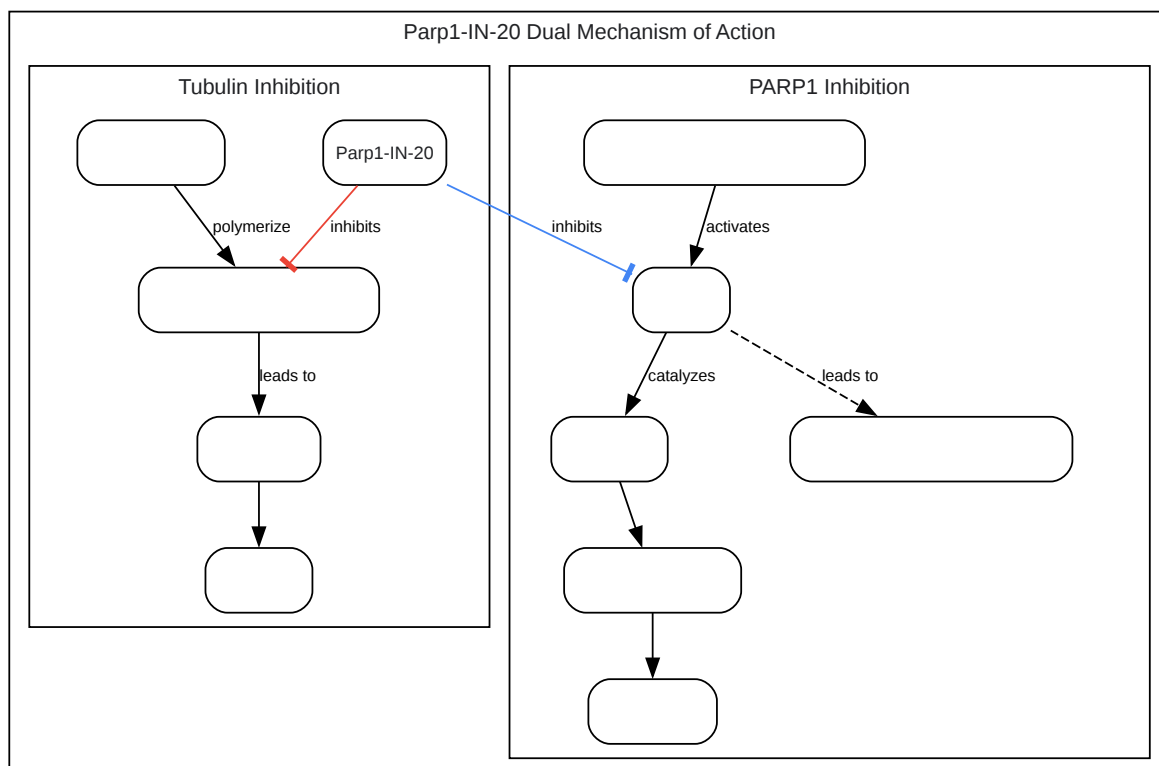 Parp1-IN-20 Dual Mechanism of Action
Tubulin Inhibition
PARP1 Inhibition
Parp1-IN-20
polymerize
inhibits
inhibits
activates
leads to
catalyzes
leads to